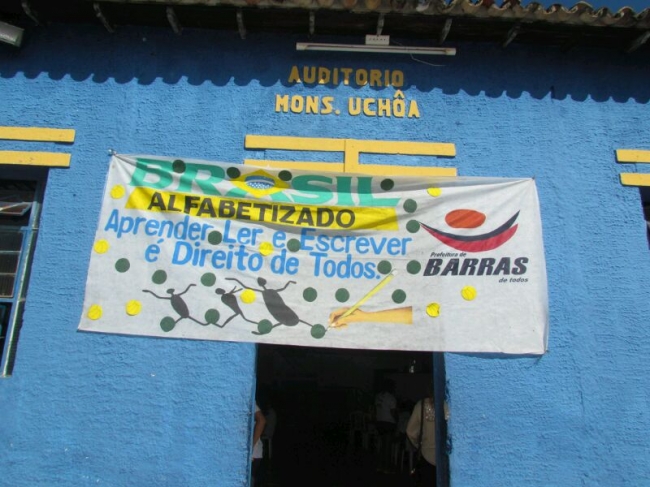 AUDITORIO
MONS. UCHÔA
BRASIL
ALFABETIZADO
Aprender Ler e Escrever
é Direito de Todos.
Prefeitura de
BARRAS
de todos